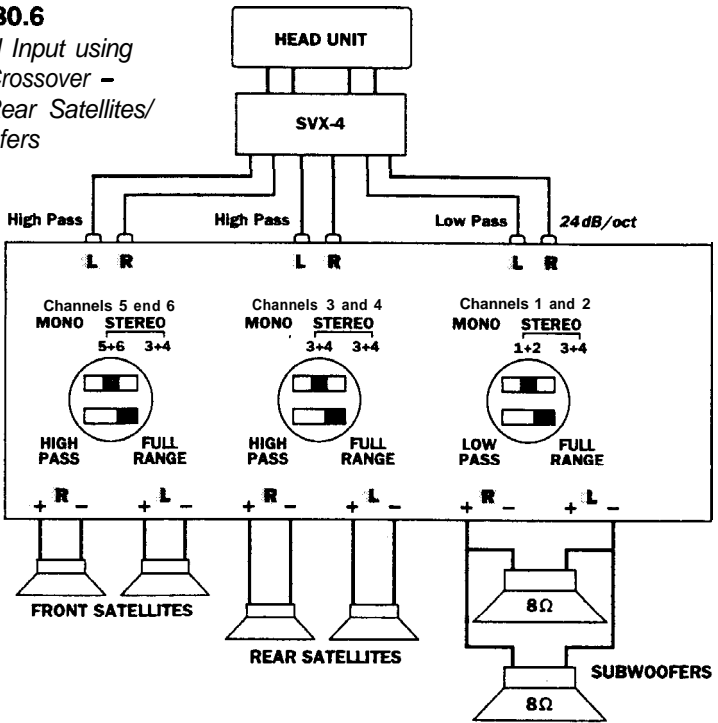 30.6
Input using
rossover –
ear Satellites/
fers
HEAD UNIT
SVX-4
High Pass
High Pass
Low Pass
24dB/oct
L R
L R
L R
Channels 5 end 6
MONO STEREO
5+6 3+4
Channels 3 and 4
MONO STEREO
3+4 3+4
Channels 1 and 2
MONO STEREO
1+2 3+4
HIGH PASS
FULL RANGE
HIGH PASS
FULL RANGE
LOW PASS
FULL RANGE
+ R − + L −
+ R − + L −
+ R − + L −
FRONT SATELLITES
REAR SATELLITES
8Ω
SUBWOOFERS
8Ω